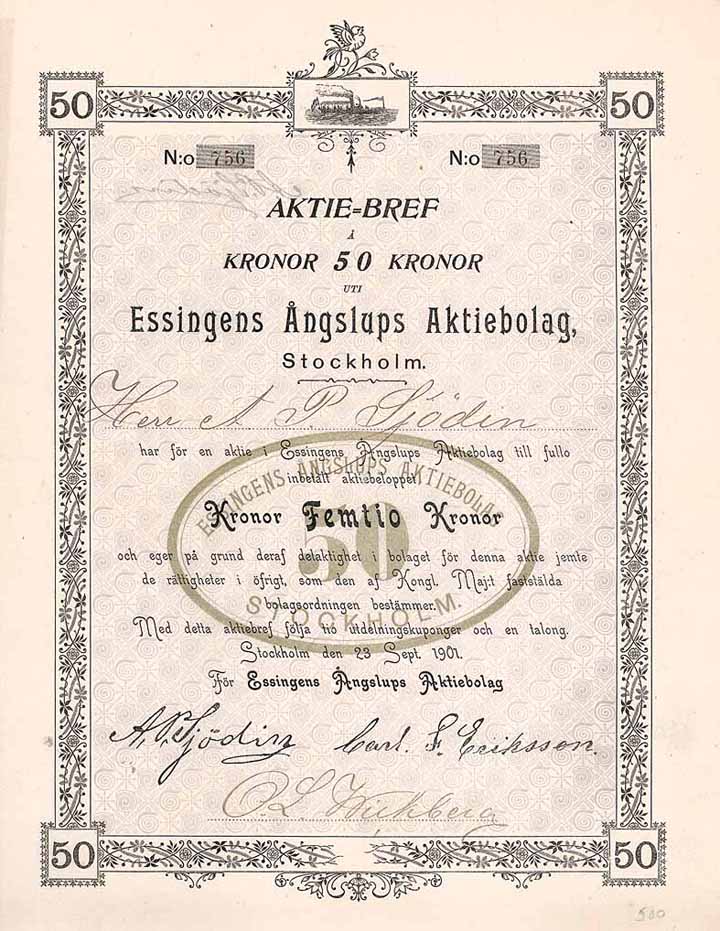 50 50
N:o 756 N:o 756
AKTIE=BREF
Å
KRONOR 50 KRONOR
UTI
Essingens Ångslups Aktiebolag,
Stockholm.
Herr A P. Sjödin
har för en aktie i Essingens Ångslups Aktiebolag till fullo
inbetalt aktiebeloppet
Kronor Femtio Kronor
och eger på grund deraf delaktighet i bolaget för denna aktie jemte
de rättigheter i öfrigt, som den af Kongl. Maj:t faststälda
bolagsordningen bestämmer.
Med detta aktiebref följa tio utdelningskuponger och en talong.
Stockholm den 23 Sept. 1901.
För Essingens Ångslups Aktiebolag
ESSINGENS ÅNGSLUPS AKTIEBOLAG
50
STOCKHOLM.
A. P. Sjödin Carl. F. Eriksson.
O. L. Wickberg
50 50
500